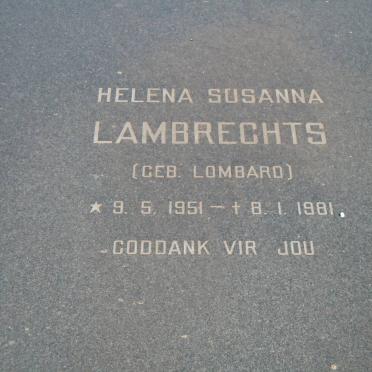 HELENA SUSANNA
LAMBRECHTS
(GEB. LOMBARD)
★ 9. 5. 1951 – † 8. 1. 1981.
GODDANK VIR JOU